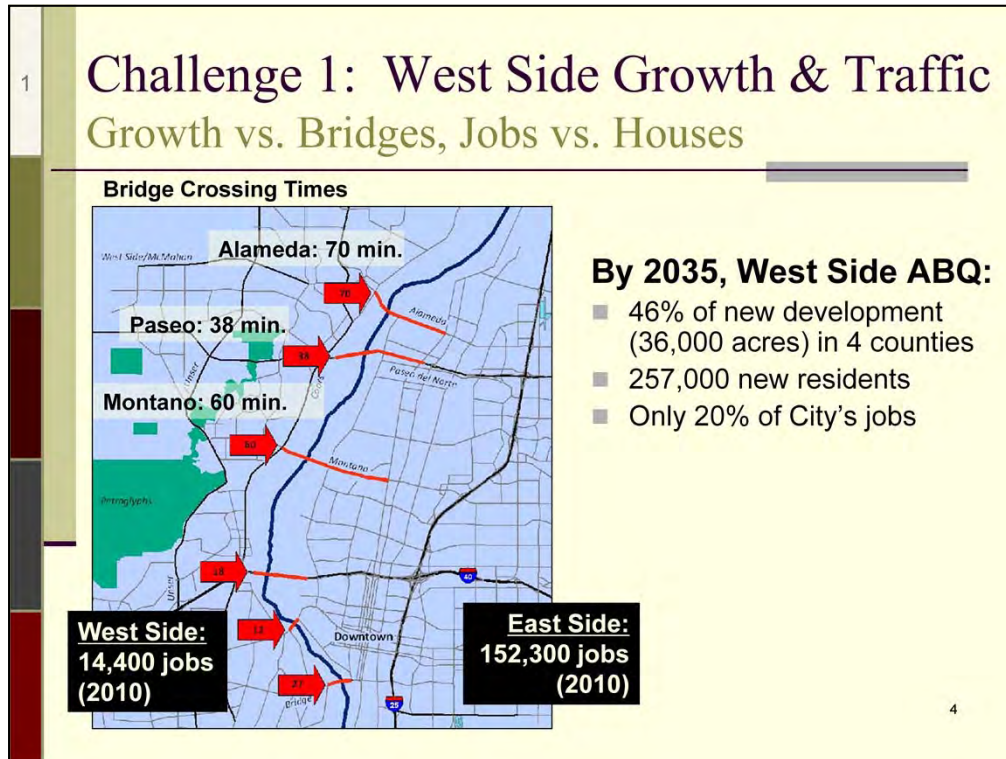 1
Challenge 1: West Side Growth & Traffic
Growth vs. Bridges, Jobs vs. Houses
Bridge Crossing Times
West Side/McMahon
Alameda: 70 min.
70
Alameda
Paseo: 38 min.
38
Paseo del Norte
Unser
Coors
Montano: 60 min.
60
Montano
Petroglyphs
Unser
40
Downtown
Bridge
25
West Side:
14,400 jobs
(2010)
East Side:
152,300 jobs
(2010)
By 2035, West Side ABQ:
46% of new development
(36,000 acres) in 4 counties
257,000 new residents
Only 20% of City's jobs
4